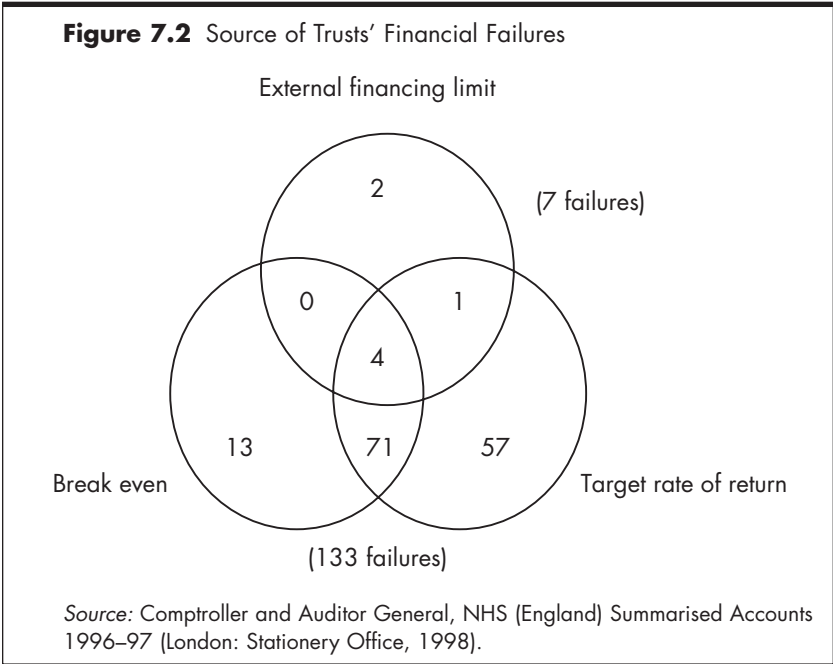 Figure 7.2 Source of Trusts' Financial Failures
External financing limit
2
(7 failures)
0
1
4
13
71
57
Break even
Target rate of return
(133 failures)
Source: Comptroller and Auditor General, NHS (England) Summarised Accounts
1996–97 (London: Stationery Office, 1998).